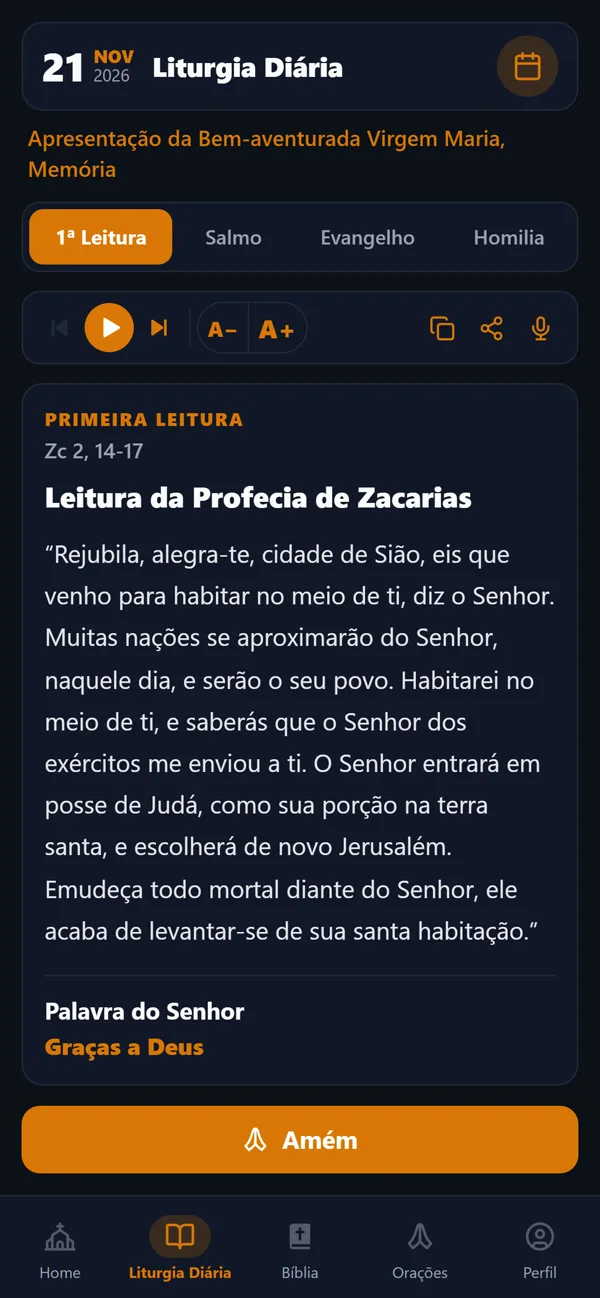 21 NOV 2026 Liturgia Diária
Apresentação da Bem-aventurada Virgem Maria,
Memória
1ª Leitura Salmo Evangelho Homilia
A− A+
PRIMEIRA LEITURA
Zc 2, 14-17
Leitura da Profecia de Zacarias
“Rejubila, alegra-te, cidade de Sião, eis que
venho para habitar no meio de ti, diz o Senhor.
Muitas nações se aproximarão do Senhor,
naquele dia, e serão o seu povo. Habitarei no
meio de ti, e saberás que o Senhor dos
exércitos me enviou a ti. O Senhor entrará em
posse de Judá, como sua porção na terra
santa, e escolherá de novo Jerusalém.
Emudeça todo mortal diante do Senhor, ele
acaba de levantar-se de sua santa habitação.”
Palavra do Senhor
Graças a Deus
Amém
Home Liturgia Diária Bíblia Orações Perfil